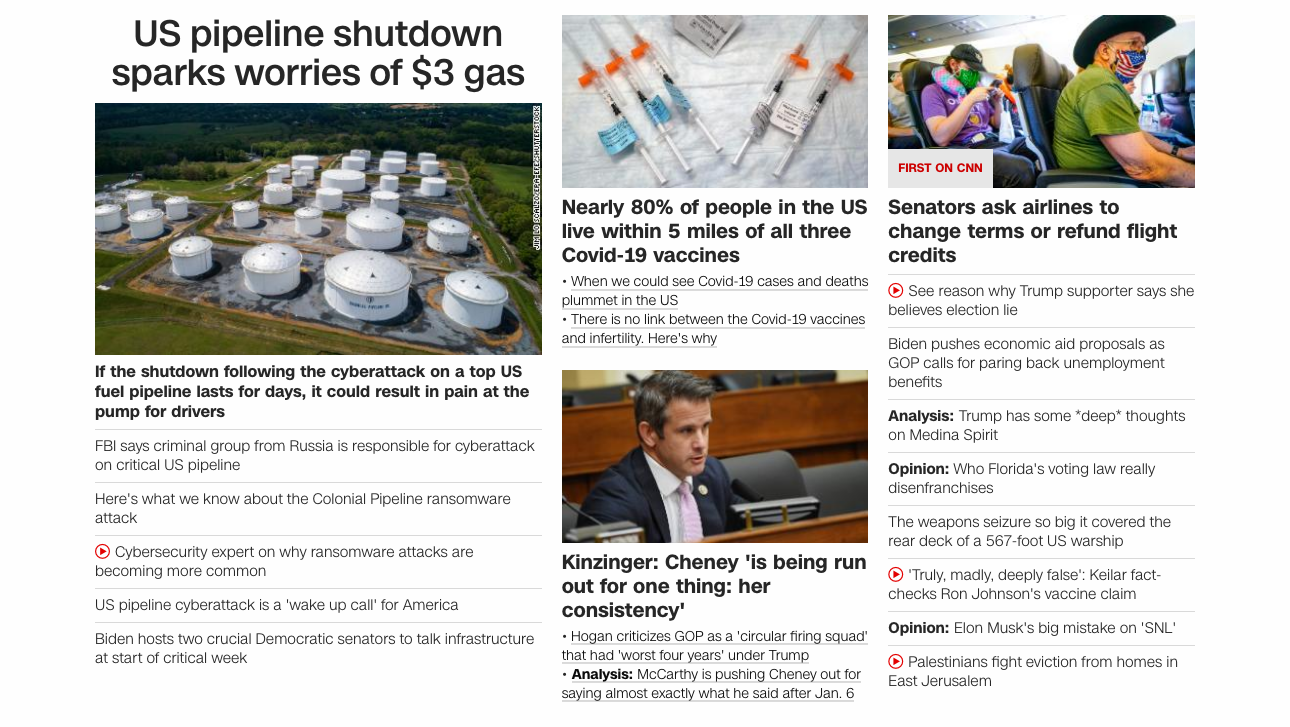 US pipeline shutdown
sparks worries of $3 gas
JIM LO SCALZO/EPA-EFE/SHUTTERSTOCK
If the shutdown following the cyberattack on a top US
fuel pipeline lasts for days, it could result in pain at the
pump for drivers
FBI says criminal group from Russia is responsible for cyberattack
on critical US pipeline
Here's what we know about the Colonial Pipeline ransomware
attack
Cybersecurity expert on why ransomware attacks are
becoming more common
US pipeline cyberattack is a 'wake up call' for America
Biden hosts two crucial Democratic senators to talk infrastructure
at start of critical week
Nearly 80% of people in the US
live within 5 miles of all three
Covid-19 vaccines
• When we could see Covid-19 cases and deaths
plummet in the US
• There is no link between the Covid-19 vaccines
and infertility. Here's why
Kinzinger: Cheney 'is being run
out for one thing: her
consistency'
• Hogan criticizes GOP as a 'circular firing squad'
that had 'worst four years' under Trump
• Analysis: McCarthy is pushing Cheney out for
saying almost exactly what he said after Jan. 6
FIRST ON CNN
Senators ask airlines to
change terms or refund flight
credits
See reason why Trump supporter says she
believes election lie
Biden pushes economic aid proposals as
GOP calls for paring back unemployment
benefits
Analysis: Trump has some *deep* thoughts
on Medina Spirit
Opinion: Who Florida's voting law really
disenfranchises
The weapons seizure so big it covered the
rear deck of a 567-foot US warship
'Truly, madly, deeply false': Keilar fact-
checks Ron Johnson's vaccine claim
Opinion: Elon Musk's big mistake on 'SNL'
Palestinians fight eviction from homes in
East Jerusalem